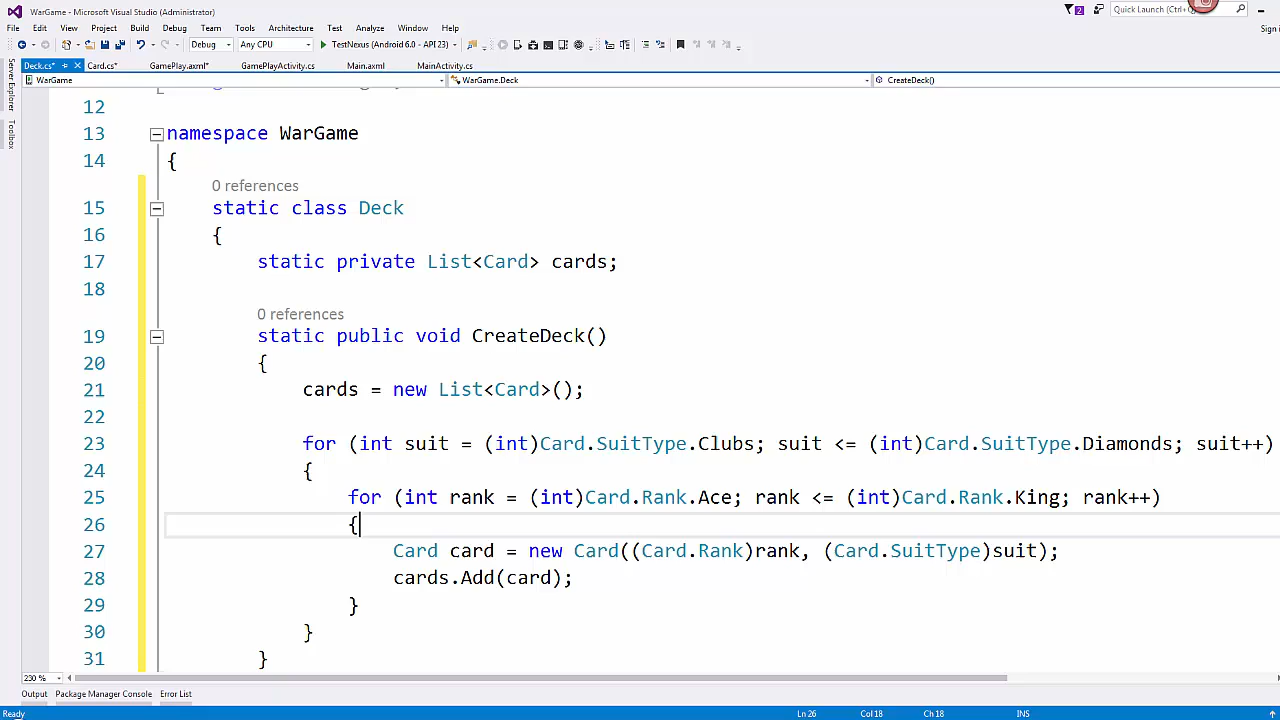 WarGame - Microsoft Visual Studio (Administrator)
2
Quick Launch (Ctrl+Q)
File Edit View Project Build Debug Team Tools Architecture Test Analyze Window Help
Sign i
Debug Any CPU TestNexus (Android 6.0 - API 23)
Deck.cs* Card.cs* GamePlay.axml* GamePlayActivity.cs Main.axml MainActivity.cs
WarGame WarGame.Deck CreateDeck()
Server Explorer
Toolbox
12
13 namespace WarGame
14 {
0 references
15 static class Deck
16 {
17 static private List<Card> cards;
18
0 references
19 static public void CreateDeck()
20 {
21 cards = new List<Card>();
22
23 for (int suit = (int)Card.SuitType.Clubs; suit <= (int)Card.SuitType.Diamonds; suit++)
24 {
25 for (int rank = (int)Card.Rank.Ace; rank <= (int)Card.Rank.King; rank++)
26 {
27 Card card = new Card((Card.Rank)rank, (Card.SuitType)suit);
28 cards.Add(card);
29 }
30 }
31 }
230 %
Output Package Manager Console Error List
Ready Ln 26 Col 18 Ch 18 INS